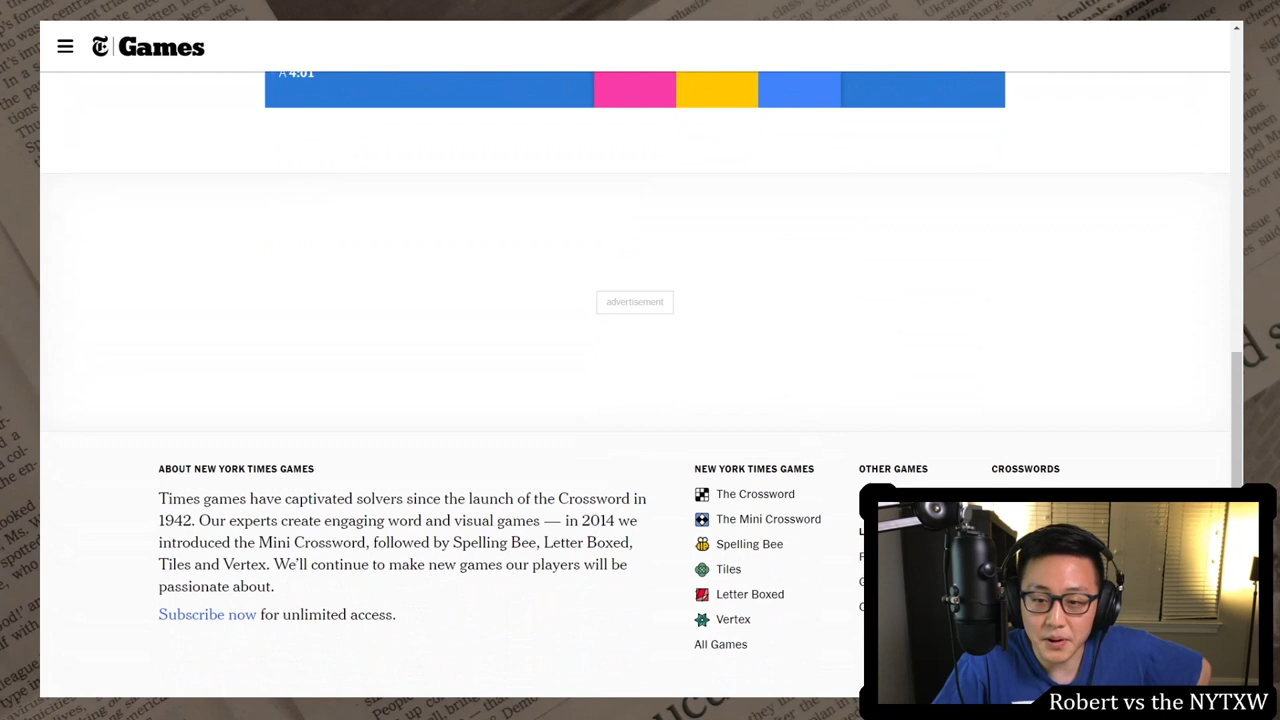 Games
A 4:01
advertisement
ABOUT NEW YORK TIMES GAMES
Times games have captivated solvers since the launch of the Crossword in
1942. Our experts create engaging word and visual games — in 2014 we
introduced the Mini Crossword, followed by Spelling Bee, Letter Boxed,
Tiles and Vertex. We'll continue to make new games our players will be
passionate about.
Subscribe now for unlimited access.
NEW YORK TIMES GAMES
The Crossword
The Mini Crossword
Spelling Bee
Tiles
Letter Boxed
Vertex
All Games
OTHER GAMES
CROSSWORDS
Robert vs the NYTXW